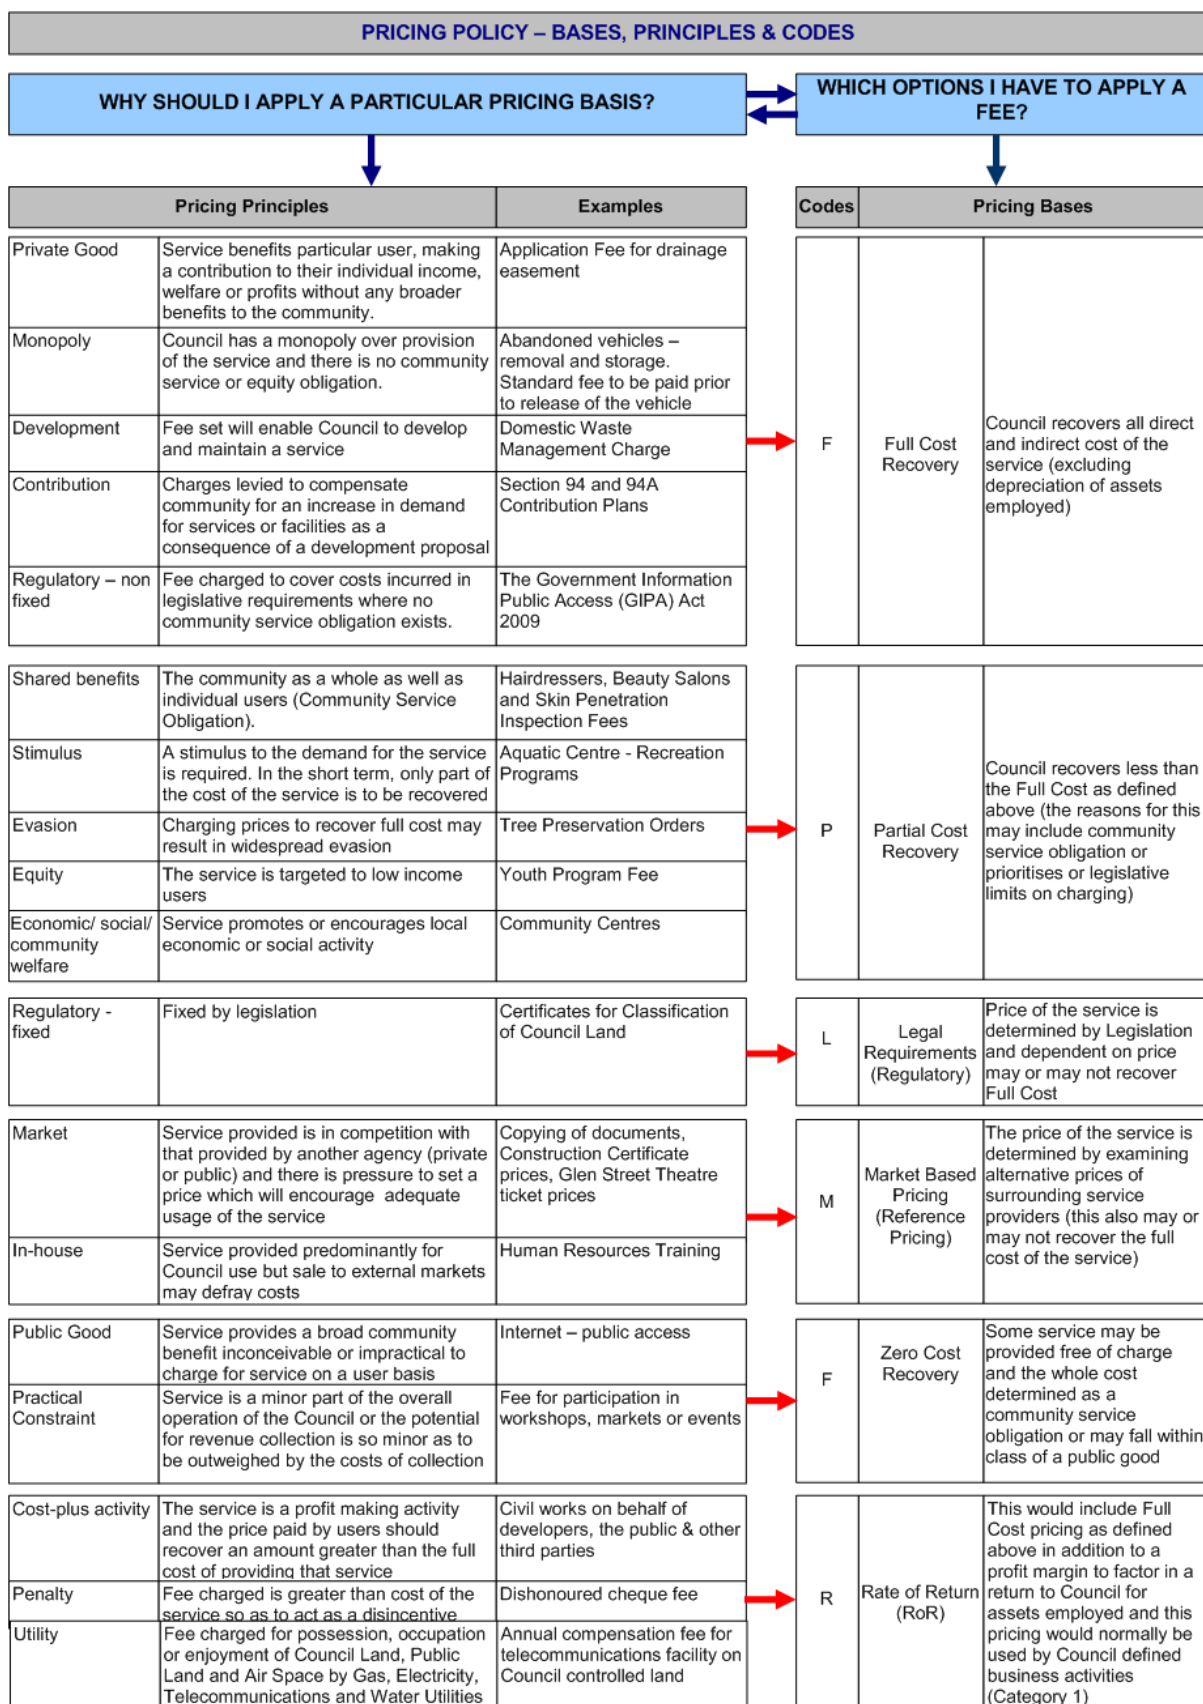 PRICING POLICY – BASES, PRINCIPLES & CODES
WHY SHOULD I APPLY A PARTICULAR PRICING BASIS?
WHICH OPTIONS I HAVE TO APPLY A
FEE?
Pricing Principles
Examples
Codes
Pricing Bases
Private Good
Service benefits particular user, making
a contribution to their individual income,
welfare or profits without any broader
benefits to the community.
Application Fee for drainage
easement
Monopoly
Council has a monopoly over provision
of the service and there is no community
service or equity obligation.
Abandoned vehicles –
removal and storage.
Standard fee to be paid prior
to release of the vehicle
Development
Fee set will enable Council to develop
and maintain a service
Domestic Waste
Management Charge
Contribution
Charges levied to compensate
community for an increase in demand
for services or facilities as a
consequence of a development proposal
Section 94 and 94A
Contribution Plans
Regulatory – non
fixed
Fee charged to cover costs incurred in
legislative requirements where no
community service obligation exists.
The Government Information
Public Access (GIPA) Act
2009
F
Full Cost
Recovery
Council recovers all direct
and indirect cost of the
service (excluding
depreciation of assets
employed)
Shared benefits
The community as a whole as well as
individual users (Community Service
Obligation).
Hairdressers, Beauty Salons
and Skin Penetration
Inspection Fees
Stimulus
A stimulus to the demand for the service
is required. In the short term, only part of
the cost of the service is to be recovered
Aquatic Centre - Recreation
Programs
Evasion
Charging prices to recover full cost may
result in widespread evasion
Tree Preservation Orders
Equity
The service is targeted to low income
users
Youth Program Fee
Economic/ social/
community
welfare
Service promotes or encourages local
economic or social activity
Community Centres
P
Partial Cost
Recovery
Council recovers less than
the Full Cost as defined
above (the reasons for this
may include community
service obligation or
prioritises or legislative
limits on charging)
Regulatory -
fixed
Fixed by legislation
Certificates for Classification
of Council Land
L
Legal
Requirements
(Regulatory)
Price of the service is
determined by Legislation
and dependent on price
may or may not recover
Full Cost
Market
Service provided is in competition with
that provided by another agency (private
or public) and there is pressure to set a
price which will encourage adequate
usage of the service
Copying of documents,
Construction Certificate
prices, Glen Street Theatre
ticket prices
In-house
Service provided predominantly for
Council use but sale to external markets
may defray costs
Human Resources Training
M
Market Based
Pricing
(Reference
Pricing)
The price of the service is
determined by examining
alternative prices of
surrounding service
providers (this also may or
may not recover the full
cost of the service)
Public Good
Service provides a broad community
benefit inconceivable or impractical to
charge for service on a user basis
Internet – public access
Practical
Constraint
Service is a minor part of the overall
operation of the Council or the potential
for revenue collection is so minor as to
be outweighed by the costs of collection
Fee for participation in
workshops, markets or events
F
Zero Cost
Recovery
Some service may be
provided free of charge
and the whole cost
determined as a
community service
obligation or may fall within
class of a public good
Cost-plus activity
The service is a profit making activity
and the price paid by users should
recover an amount greater than the full
cost of providing that service
Civil works on behalf of
developers, the public & other
third parties
Penalty
Fee charged is greater than cost of the
service so as to act as a disincentive
Dishonoured cheque fee
Utility
Fee charged for possession, occupation
or enjoyment of Council Land, Public
Land and Air Space by Gas, Electricity,
Telecommunications and Water Utilities
Annual compensation fee for
telecommunications facility on
Council controlled land
R
Rate of Return
(RoR)
This would include Full
Cost pricing as defined
above in addition to a
profit margin to factor in a
return to Council for
assets employed and this
pricing would normally be
used by Council defined
business activities
(Category 1)